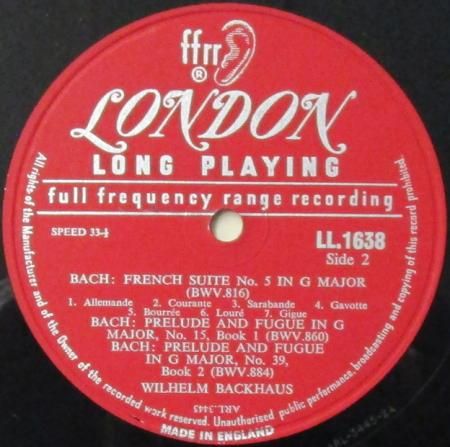 ffrr
®
LONDON
LONG PLAYING
full frequency range recording
SPEED 33-⅓
LL.1638
Side 2
BACH: FRENCH SUITE No. 5 IN G MAJOR
(BWV.816)
1. Allemande 2. Courante 3. Sarabande 4. Gavotte
5. Bourrée 6. Louré 7. Gigue
BACH: PRELUDE AND FUGUE IN G
MAJOR, No. 15, Book 1 (BWV.860)
BACH: PRELUDE AND FUGUE
IN G MAJOR, No. 39,
Book 2 (BWV.884)
WILHELM BACKHAUS
ARL-3445
All rights of the Manufacturer and of the Owner of the recorded work reserved. Unauthorised public performance, broadcasting and copying of this record prohibited.
MADE IN ENGLAND